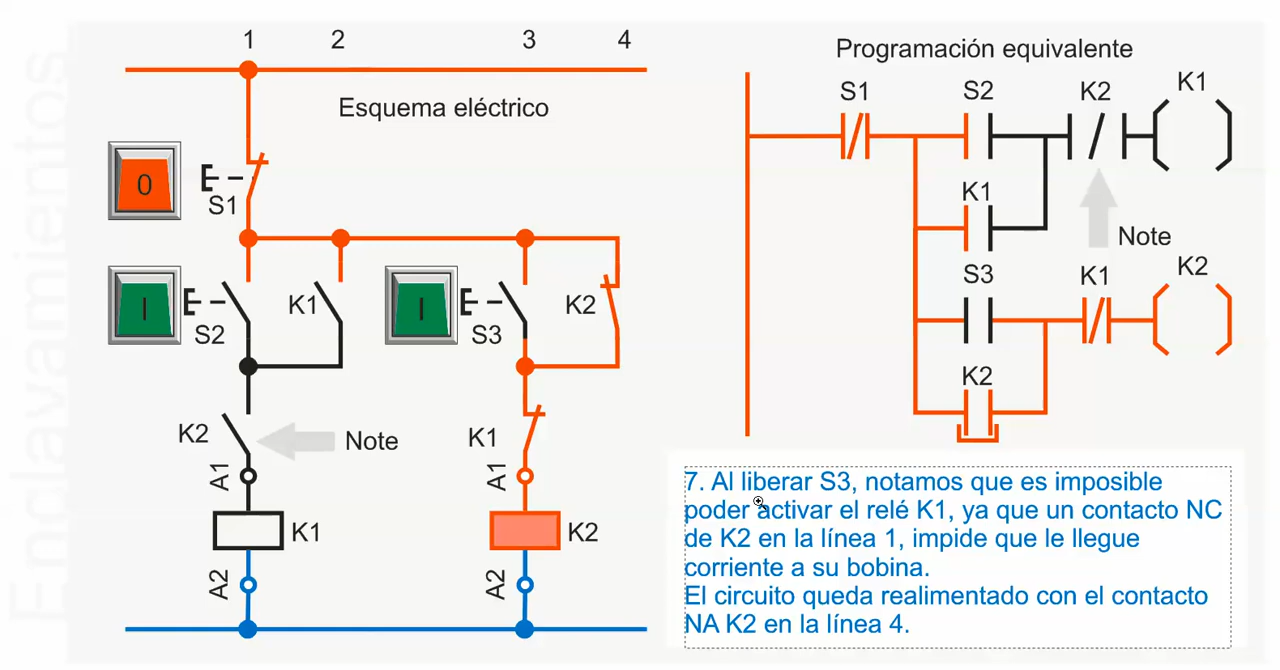 Enclavamientos
1 2 3 4
Esquema eléctrico
0
S1
I
S2
K1
I
S3
K2
K2
Note
K1
A1
A1
K1
K2
A2
A2
Programación equivalente
S1 S2 K2 K1
K1
Note
S3 K1 K2
K2
7. Al liberar S3, notamos que es imposible
poder activar el relé K1, ya que un contacto NC
de K2 en la línea 1, impide que le llegue
corriente a su bobina.
El circuito queda realimentado con el contacto
NA K2 en la línea 4.